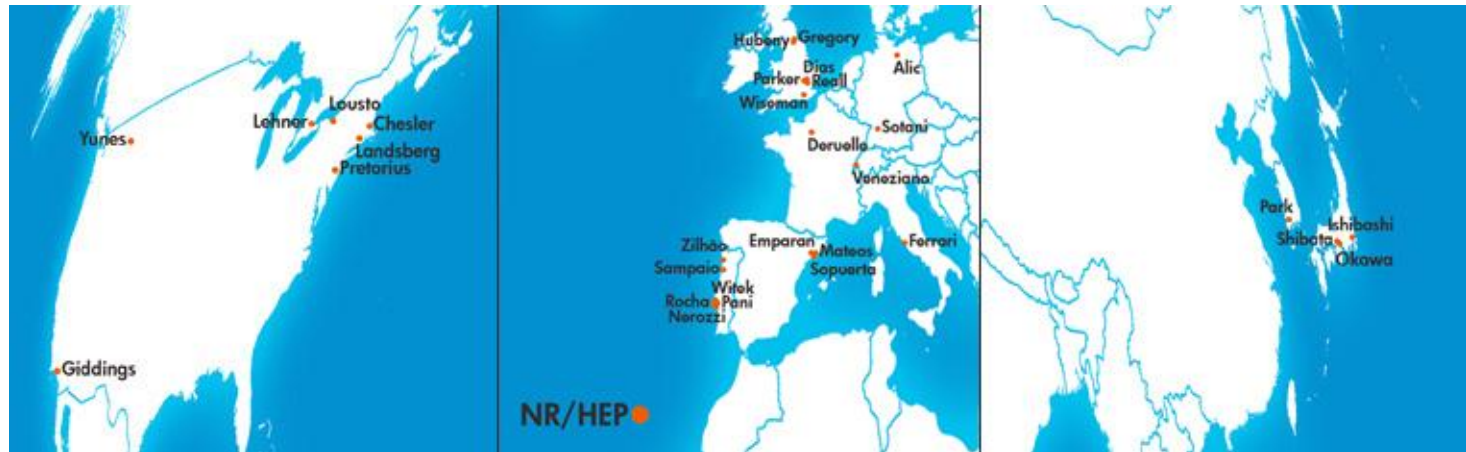 Lousto
Lehner
Chesler
Yunes
Landsberg
Pretorius
Giddings
Hubeny
Gregory
Alic
Dias
Parker
Reall
Wiseman
Sotani
Deruelle
Veneziano
Zilhão
Emparan
Mateos
Ferrari
Sampaio
Sopuerta
Witek
Rocha
Pani
Nerozzi
NR/HEP
Park
Ishibashi
Shibata
Okawa